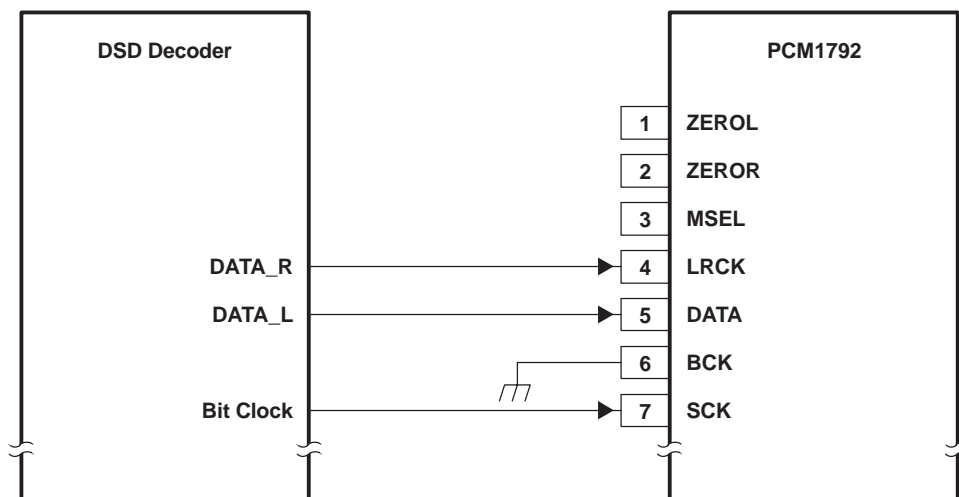 DSD Decoder
PCM1792
1 ZEROL
2 ZEROR
3 MSEL
DATA_R 4 LRCK
DATA_L 5 DATA
6 BCK
Bit Clock 7 SCK